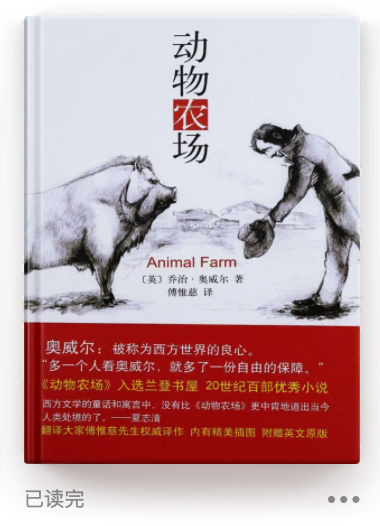 动物农场
Animal Farm
〔英〕乔治·奥威尔 著
傅惟慈 译
奥威尔：被称为西方世界的良心。
“多一个人看奥威尔，就多了一份自由的保障。”
《动物农场》入选兰登书屋 20世纪百部优秀小说
西方文学的童话和寓言中，没有比《动物农场》更中肯地道出当今
人类处境的了。——夏志清
翻译大家傅惟慈先生权威译作 内有精美插图 附赠英文原版
已读完